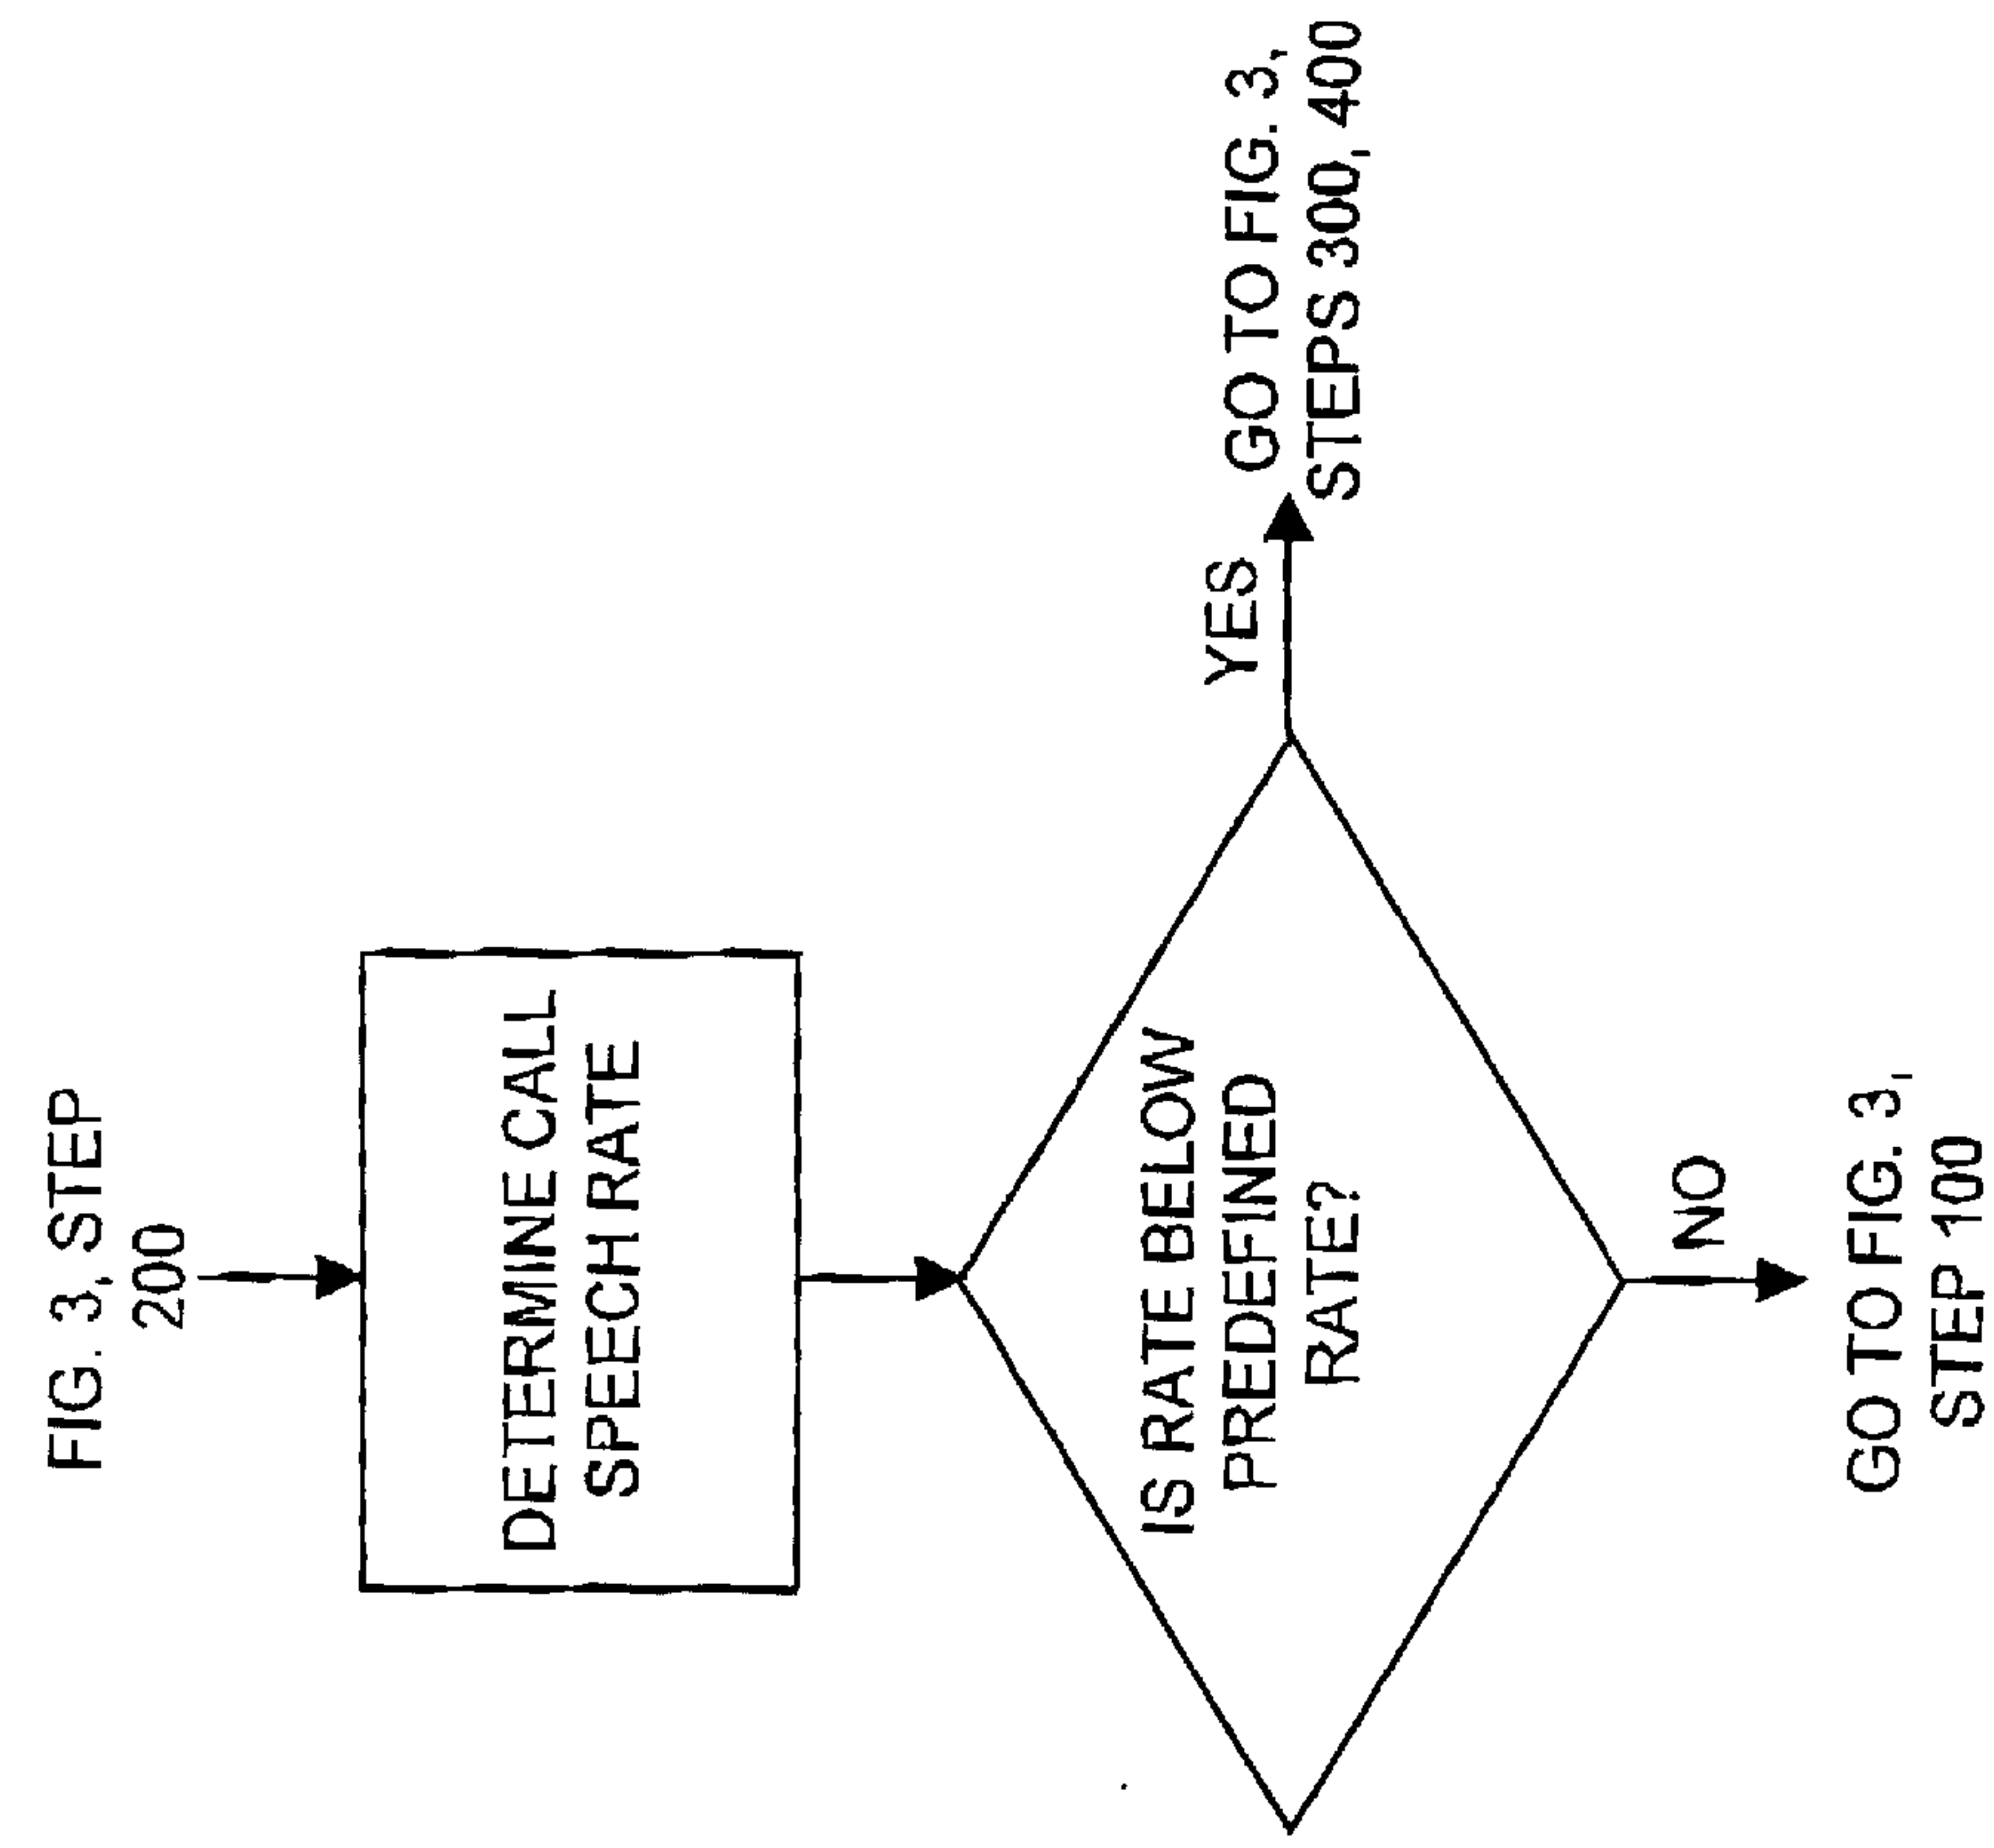 FIG. 3, STEP
200
DETERMINE CALL
SPEECH RATE
IS RATE BELOW
PREDEFINED
RATE?
YES
GO TO FIG. 3,
STEPS 300, 400
NO
GO TO FIG. 3,
STEP 100